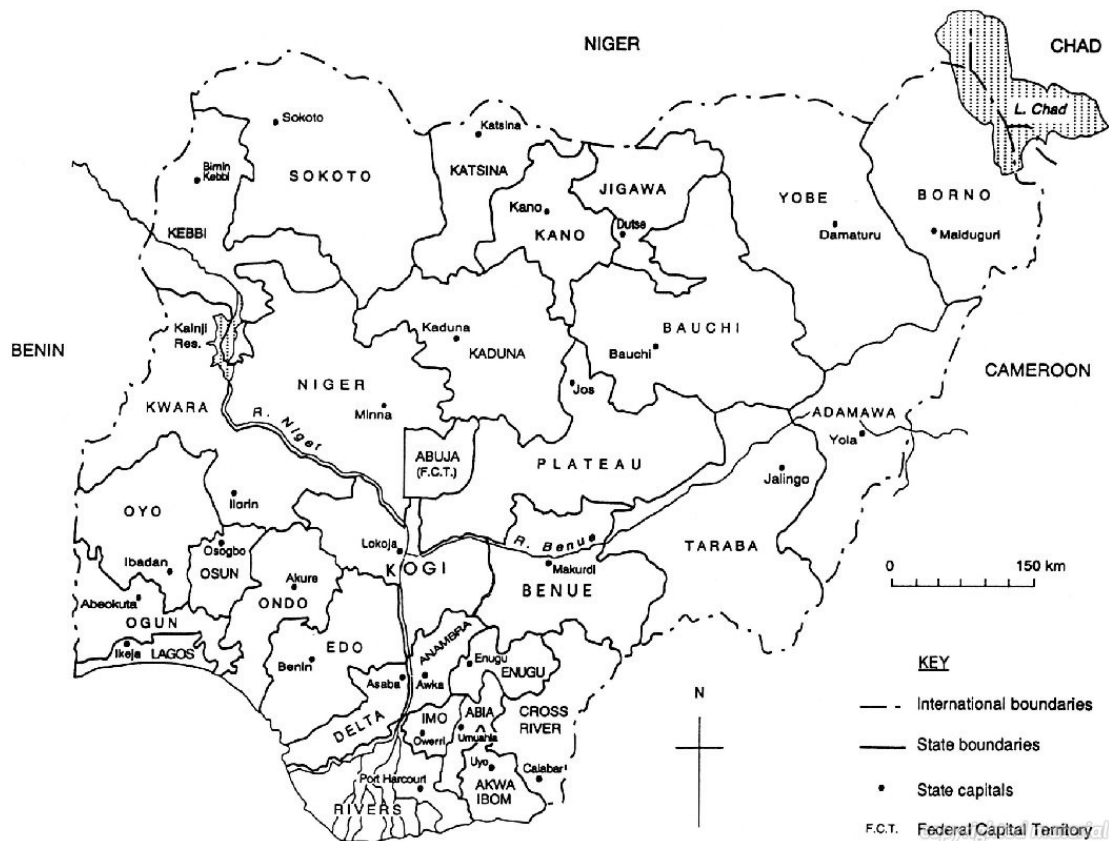 NIGER
CHAD
L. Chad
Sokoto
Katsina
Birnin
Kebbi
SOKOTO
KATSINA
JIGAWA
YOBE
BORNO
Kano
KANO
Dutse
Damaturu
Maiduguri
KEBBI
Kainji
Res.
BENIN
Kaduna
KADUNA
BAUCHI
Bauchi
CAMEROON
NIGER
Jos
KWARA
Minna
R. Niger
ADAMAWA
Yola
ABUJA
(F.C.T.)
PLATEAU
Jalingo
Ilorin
OYO
R. Benue
TARABA
Osogbo
OSUN
Lokoja
KOGI
Makurdi
BENUE
0 150 km
Ibadan
Akure
ONDO
Abeokuta
OGUN
Ikeja
LAGOS
EDO
Benin
ANAMBRA
Enugu
ENUGU
Asaba
Awka
DELTA
IMO
Owerri
ABIA
Umuahia
CROSS
RIVER
Uyo
AKWA
IBOM
Calabar
Port Harcourt
RIVERS
N
KEY
International boundaries
State boundaries
State capitals
F.C.T. Federal Capital Territory
Copyrighted material